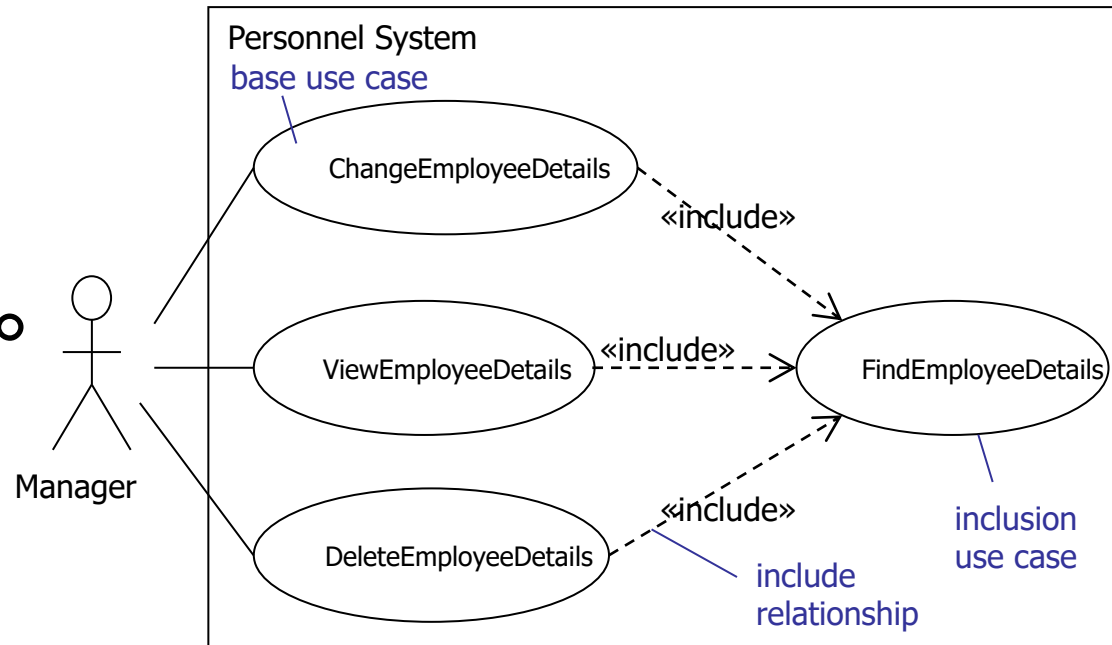 Personnel System
base use case
ChangeEmployeeDetails
«include»
ViewEmployeeDetails
«include»
FindEmployeeDetails
Manager
DeleteEmployeeDetails
«include»
include
relationship
inclusion
use case